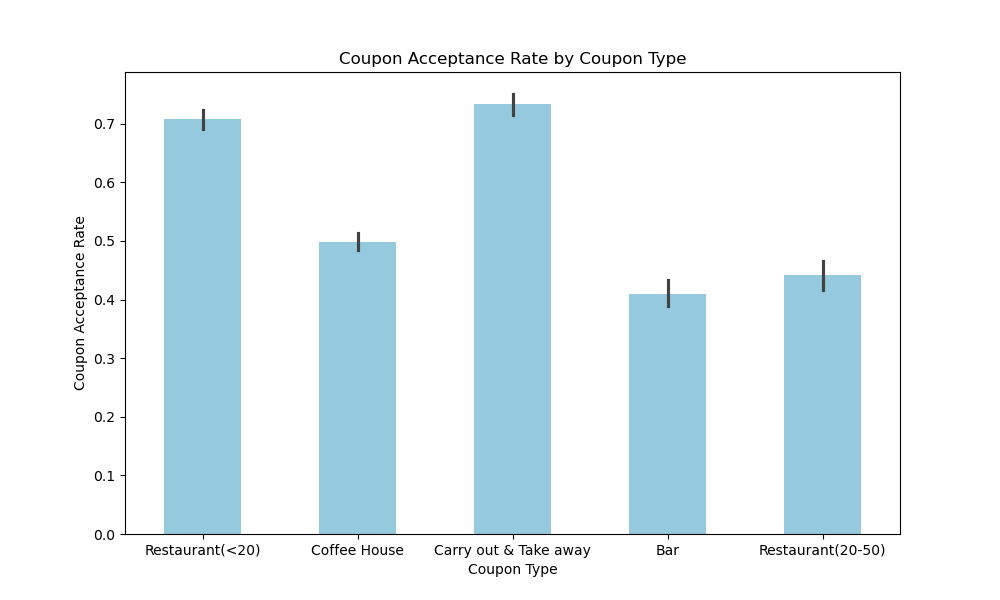 Coupon Acceptance Rate by Coupon Type
Coupon Acceptance Rate
0.7
0.6
0.5
0.4
0.3
0.2
0.1
0.0
Restaurant(<20)
Coffee House
Carry out & Take away
Bar
Restaurant(20-50)
Coupon Type